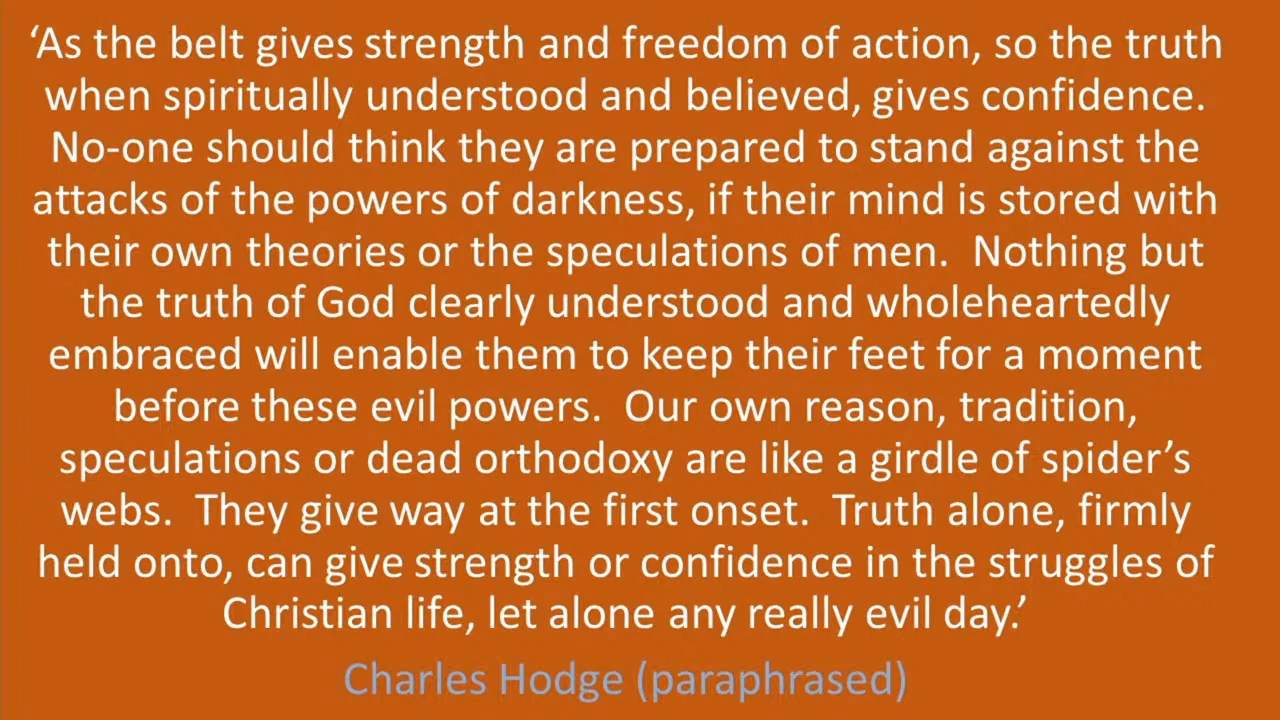 ‘As the belt gives strength and freedom of action, so the truth
when spiritually understood and believed, gives confidence.
No-one should think they are prepared to stand against the
attacks of the powers of darkness, if their mind is stored with
their own theories or the speculations of men.  Nothing but
the truth of God clearly understood and wholeheartedly
embraced will enable them to keep their feet for a moment
before these evil powers.  Our own reason, tradition,
speculations or dead orthodoxy are like a girdle of spider’s
webs.  They give way at the first onset.  Truth alone, firmly
held onto, can give strength or confidence in the struggles of
Christian life, let alone any really evil day.’
Charles Hodge (paraphrased)